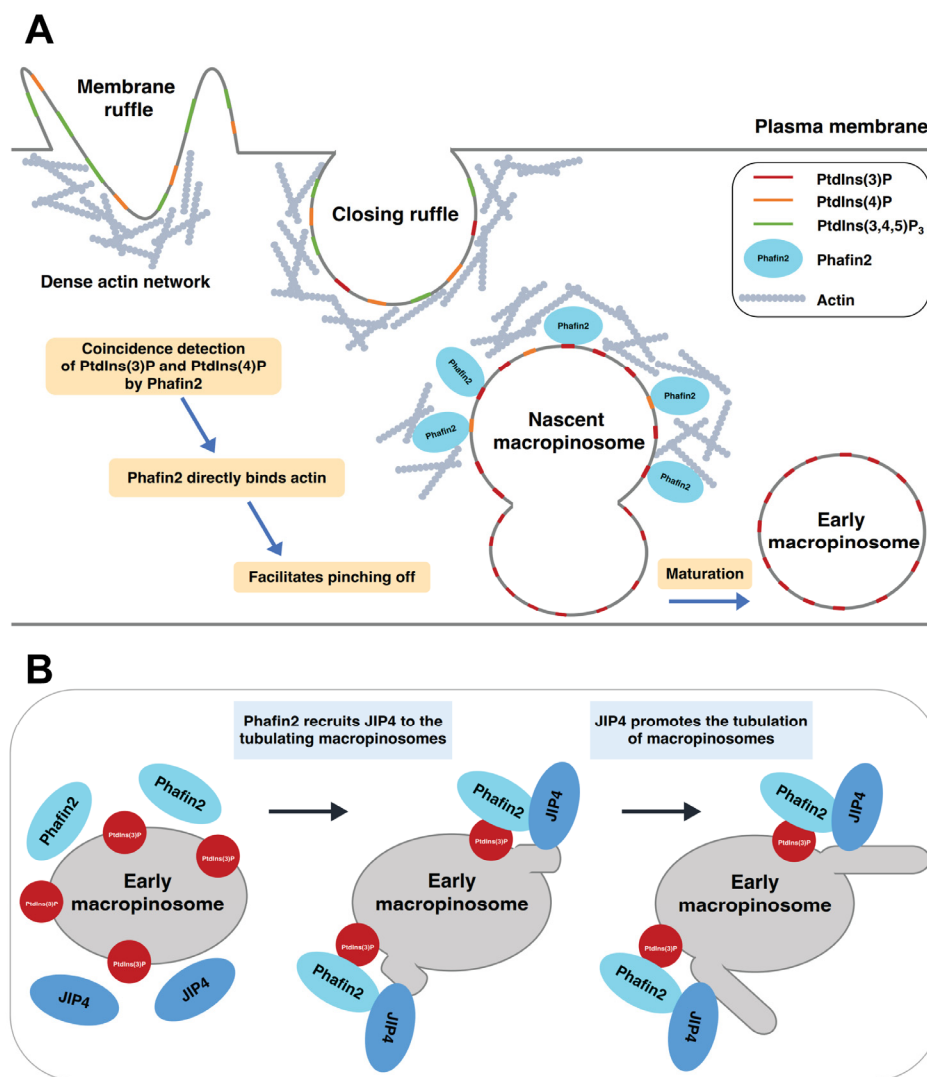 A
Membrane
ruffle
Plasma membrane
Closing ruffle
Dense actin network
PtdIns(3)P
PtdIns(4)P
PtdIns(3,4,5)P₃
Phafin2
Phafin2
Actin
Coincidence detection
of PtdIns(3)P and PtdIns(4)P
by Phafin2
Phafin2 directly binds actin
Facilitates pinching off
Phafin2
Phafin2
Phafin2
Phafin2
Phafin2
Nascent
macropinosome
Maturation
Early
macropinosome
B
Phafin2 recruits JIP4 to the
tubulating macropinosomes
JIP4 promotes the tubulation
of macropinosomes
Phafin2
Phafin2
PtdIns(3)P
PtdIns(3)P
PtdIns(3)P
PtdIns(3)P
Early
macropinosome
JIP4
JIP4
Phafin2
JIP4
PtdIns(3)P
Early
macropinosome
PtdIns(3)P
Phafin2
JIP4
Phafin2
JIP4
PtdIns(3)P
Early
macropinosome
PtdIns(3)P
Phafin2
JIP4